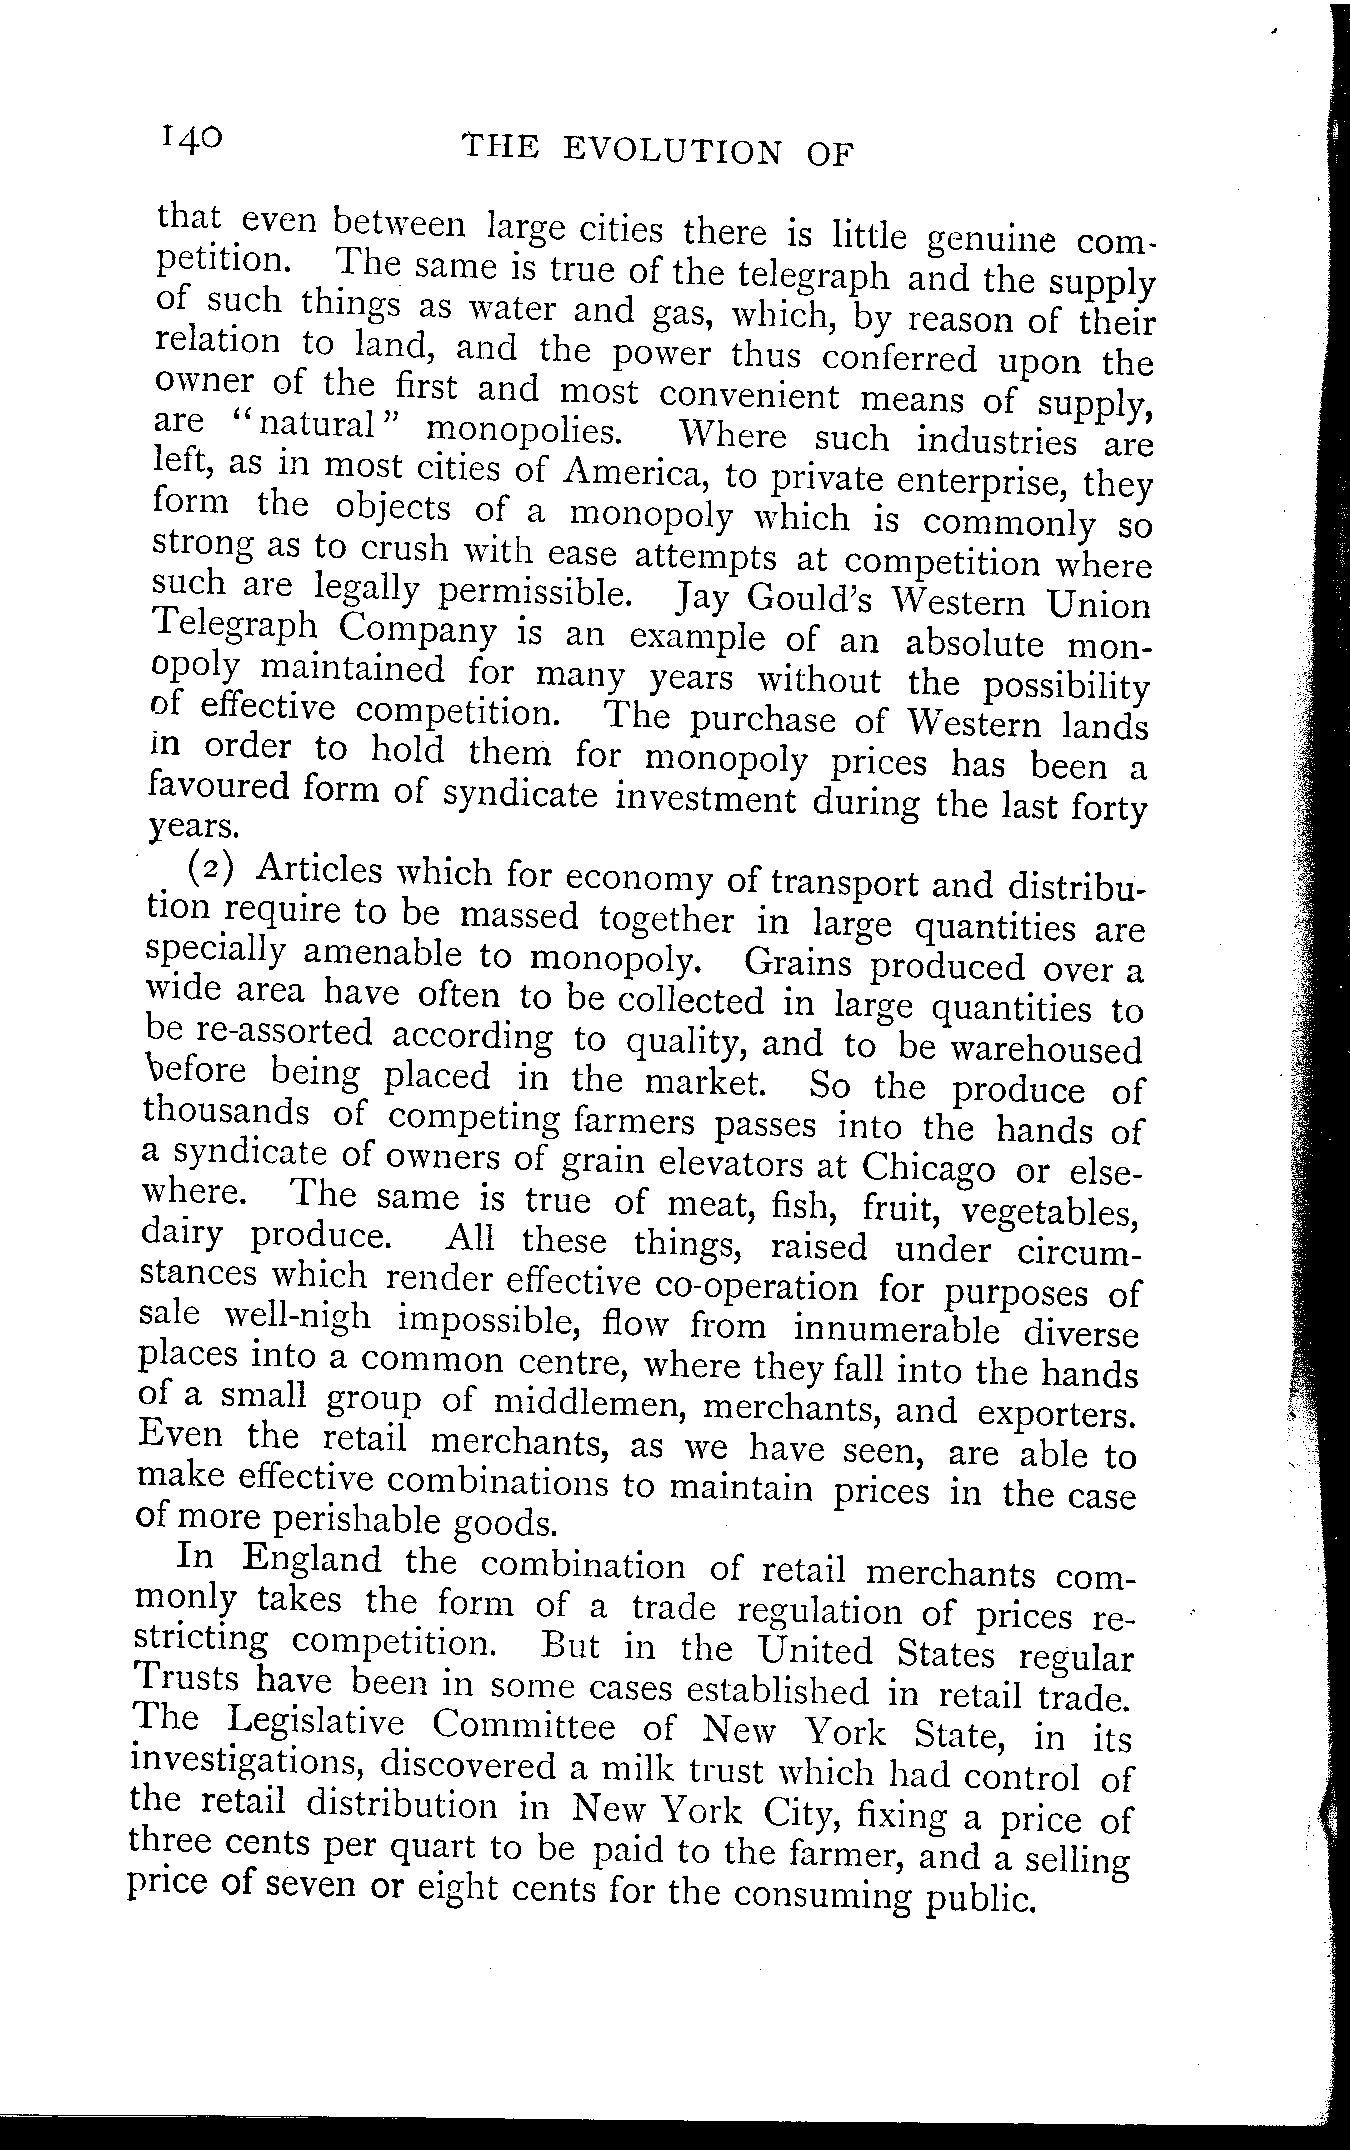 140 THE EVOLUTION OF
that even between large cities there is little genuine com-
petition. The same is true of the telegraph and the supply
of such things as water and gas, which, by reason of their
relation to land, and the power thus conferred upon the
owner of the first and most convenient means of supply,
are "natural" monopolies. Where such industries are
left, as in most cities of America, to private enterprise, they
form the objects of a monopoly which is commonly so
strong as to crush with ease attempts at competition where
such are legally permissible. Jay Gould's Western Union
Telegraph Company is an example of an absolute mon-
opoly maintained for many years without the possibility
of effective competition. The purchase of Western lands
in order to hold them for monopoly prices has been a
favoured form of syndicate investment during the last forty
years.
(2) Articles which for economy of transport and distribu-
tion require to be massed together in large quantities are
specially amenable to monopoly. Grains produced over a
wide area have often to be collected in large quantities to
be re-assorted according to quality, and to be warehoused
before being placed in the market. So the produce of
thousands of competing farmers passes into the hands of
a syndicate of owners of grain elevators at Chicago or else-
where. The same is true of meat, fish, fruit, vegetables,
dairy produce. All these things, raised under circum-
stances which render effective co-operation for purposes of
sale well-nigh impossible, flow from innumerable diverse
places into a common centre, where they fall into the hands
of a small group of middlemen, merchants, and exporters.
Even the retail merchants, as we have seen, are able to
make effective combinations to maintain prices in the case
of more perishable goods.
In England the combination of retail merchants com-
monly takes the form of a trade regulation of prices re-
stricting competition. But in the United States regular
Trusts have been in some cases established in retail trade.
The Legislative Committee of New York State, in its
investigations, discovered a milk trust which had control of
the retail distribution in New York City, fixing a price of
three cents per quart to be paid to the farmer, and a selling
price of seven or eight cents for the consuming public.